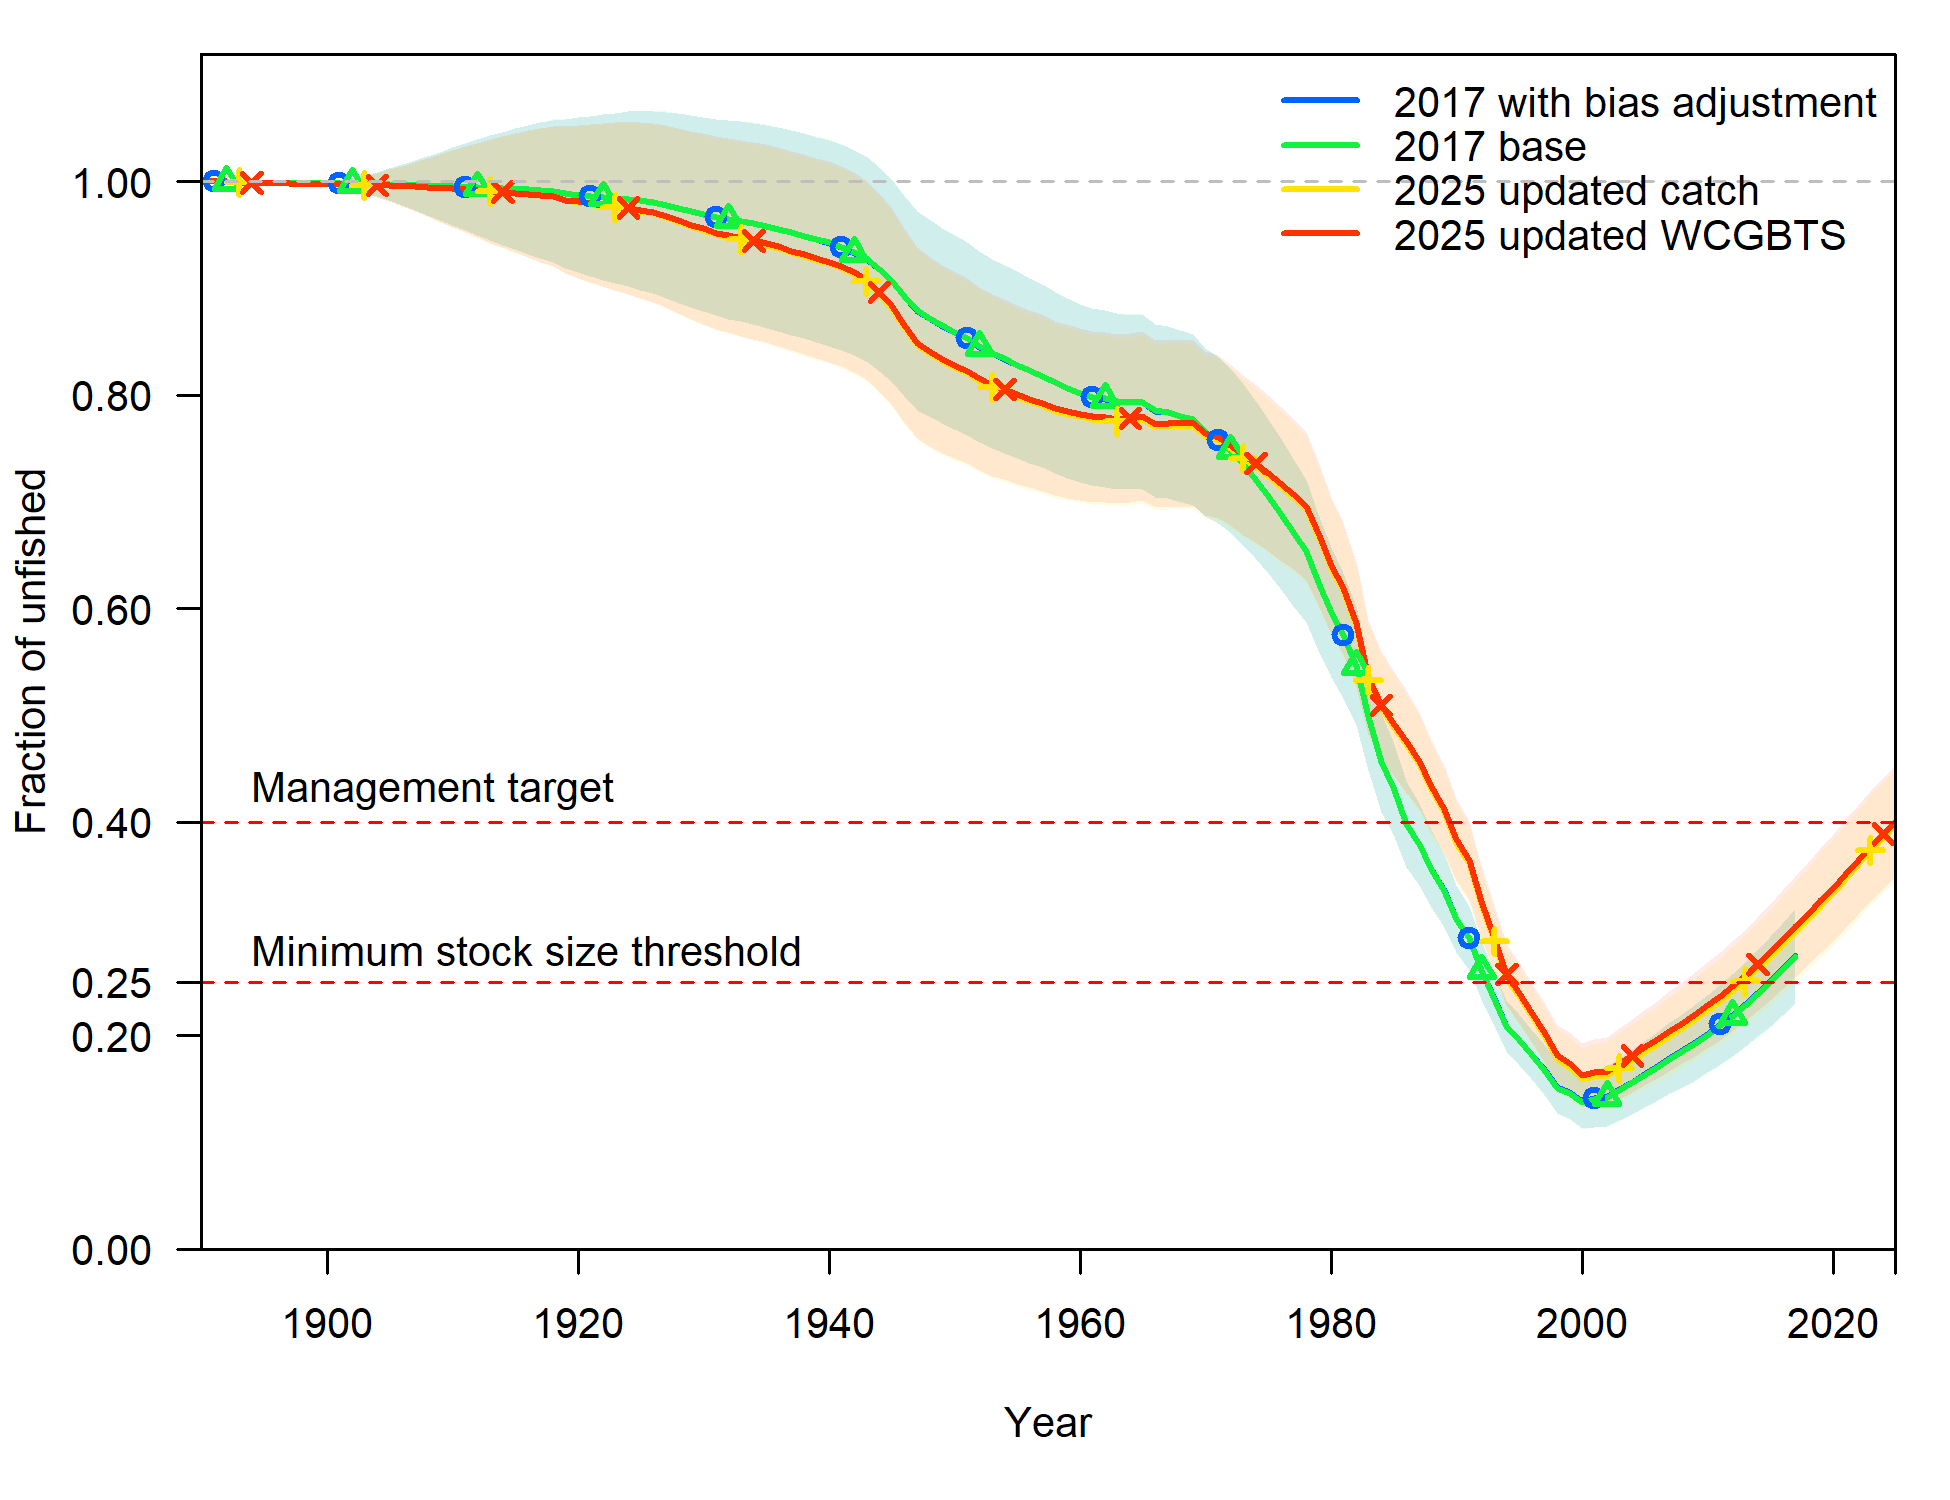 2017 with bias adjustment
2017 base
2025 updated catch
2025 updated WCGBTS
1.00
0.80
0.60
0.40
0.25
0.20
0.00
Fraction of unfished
Management target
Minimum stock size threshold
1900 1920 1940 1960 1980 2000 2020
Year